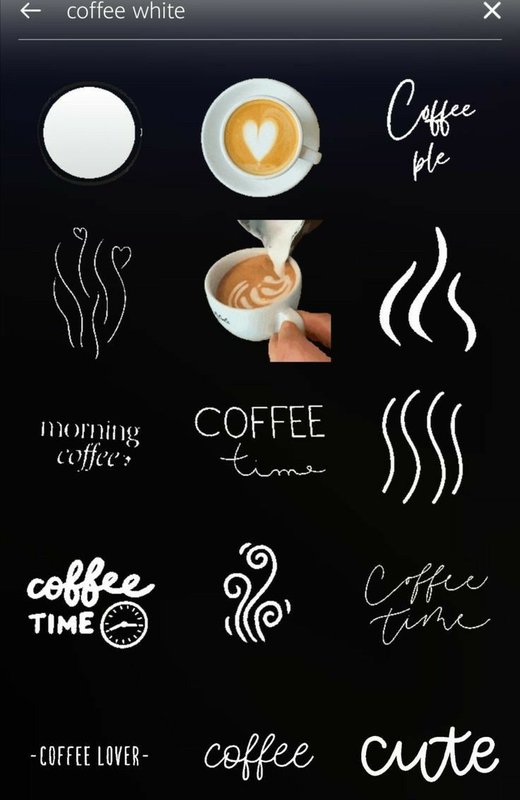 coffee white
Coffee
ple
morning
coffee
COFFEE
time
coffee
TIME
Coffee
time
-COFFEE LOVER-
coffee
cute